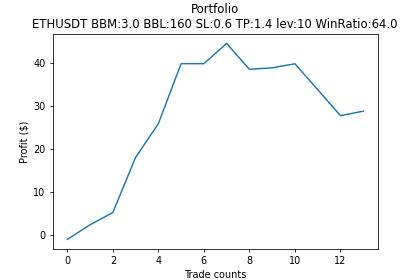 Portfolio
ETHUSDT BBM:3.0 BBL:160 SL:0.6 TP:1.4 lev:10 WinRatio:64.0
40
30
20
10
0
Profit ($)
0 2 4 6 8 10 12
Trade counts